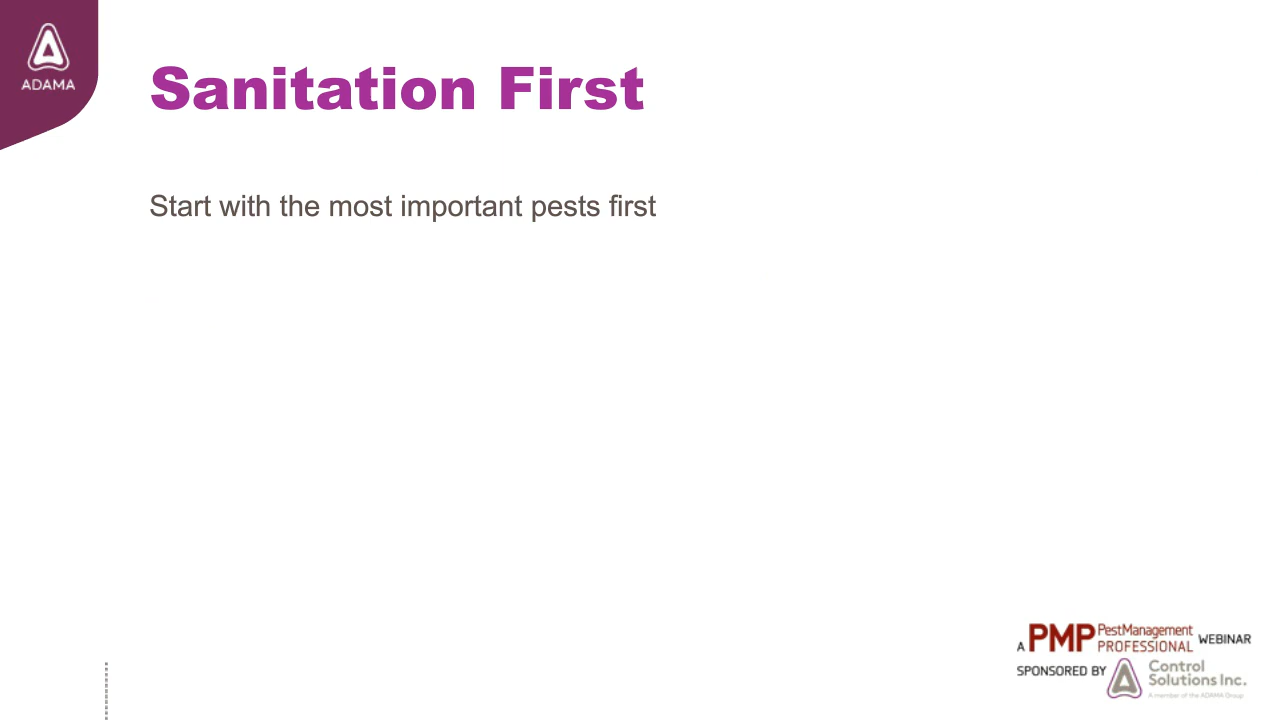 ADAMA
Sanitation First
Start with the most important pests first
A PMP PestManagement PROFESSIONAL WEBINAR
SPONSORED BY Control Solutions Inc.
A member of the ADAMA Group